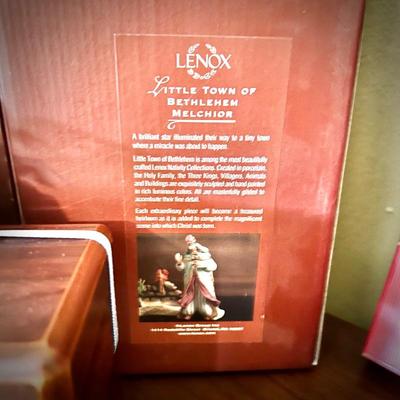 LENOX
LITTLE TOWN OF
BETHLEHEM
MELCHIOR
A brilliant star illuminated their way to a tiny town
where a miracle was about to happen.
Little Town of Bethlehem is among the most beautifully
crafted Lenox Nativity Collections. Created in porcelain,
the Holy Family, the Three Kings, Villagers, Animals
and Buildings are exquisitely sculpted and hand painted
in rich luminous colors. All are masterfully gilded to
accentuate their fine detail.
Each extraordinary piece will become a treasured
heirloom as it is added to complete the magnificent
scene into which Christ was born.